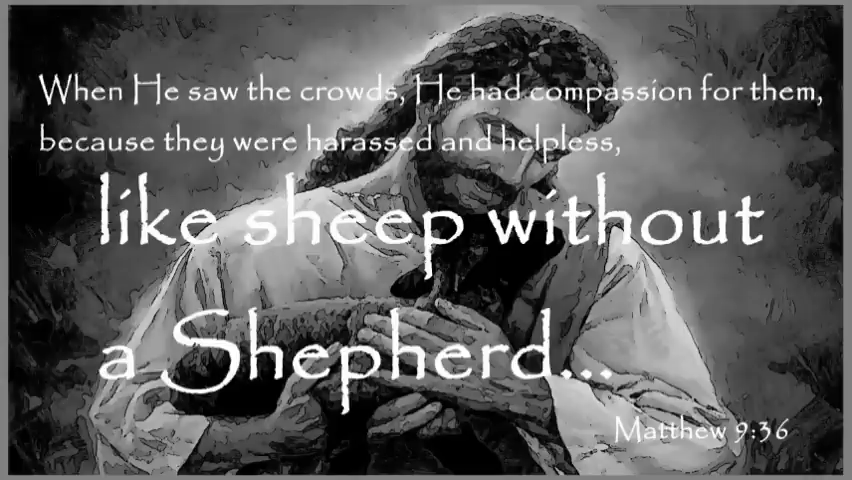 When He saw the crowds, He had compassion for them,
because they were harassed and helpless,
like sheep without
a Shepherd...
Matthew 9:36